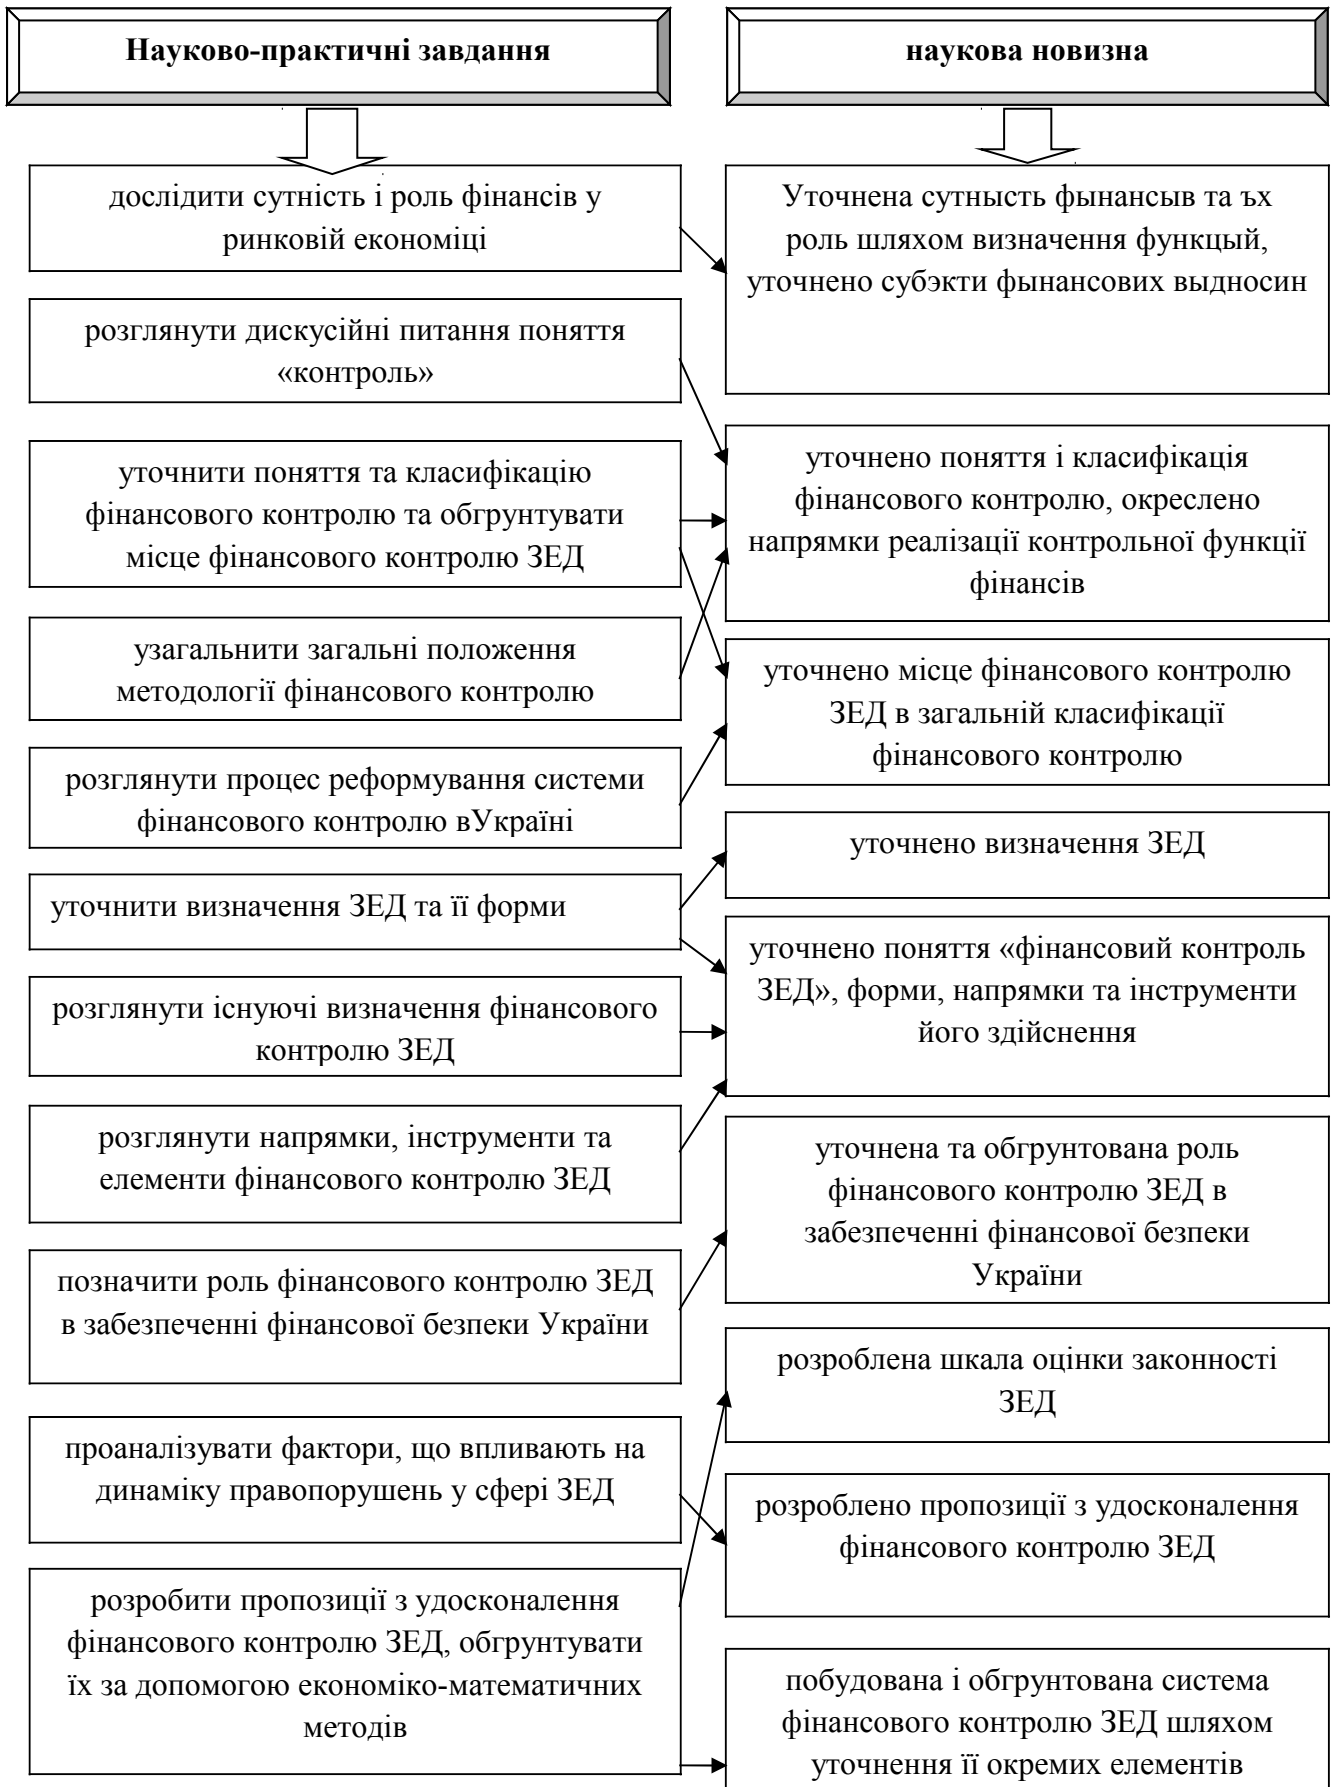 Науково-практичні завдання
наукова новизна
дослідити сутність і роль фінансів у
ринковій економіці
розглянути дискусійні питання поняття
«контроль»
уточнити поняття та класифікацію
фінансового контролю та обгрунтувати
місце фінансового контролю ЗЕД
узагальнити загальні положення
методології фінансового контролю
розглянути процес реформування системи
фінансового контролю вУкраїні
уточнити визначення ЗЕД та її форми
розглянути існуючі визначення фінансового
контролю ЗЕД
розглянути напрямки, інструменти та
елементи фінансового контролю ЗЕД
позначити роль фінансового контролю ЗЕД
в забезпеченні фінансової безпеки України
проаналізувати фактори, що впливають на
динаміку правопорушень у сфері ЗЕД
розробити пропозиції з удосконалення
фінансового контролю ЗЕД, обгрунтувати
їх за допомогою економіко-математичних
методів
Уточнена сутнысть фынансыв та ъх
роль шляхом визначення функцый,
уточнено субэкти фынансових выдносин
уточнено поняття і класифікація
фінансового контролю, окреслено
напрямки реалізації контрольної функції
фінансів
уточнено місце фінансового контролю
ЗЕД в загальній класифікації
фінансового контролю
уточнено визначення ЗЕД
уточнено поняття «фінансовий контроль
ЗЕД», форми, напрямки та інструменти
його здійснення
уточнена та обгрунтована роль
фінансового контролю ЗЕД в
забезпеченні фінансової безпеки
України
розроблена шкала оцінки законності
ЗЕД
розроблено пропозиції з удосконалення
фінансового контролю ЗЕД
побудована і обгрунтована система
фінансового контролю ЗЕД шляхом
уточнення її окремих елементів